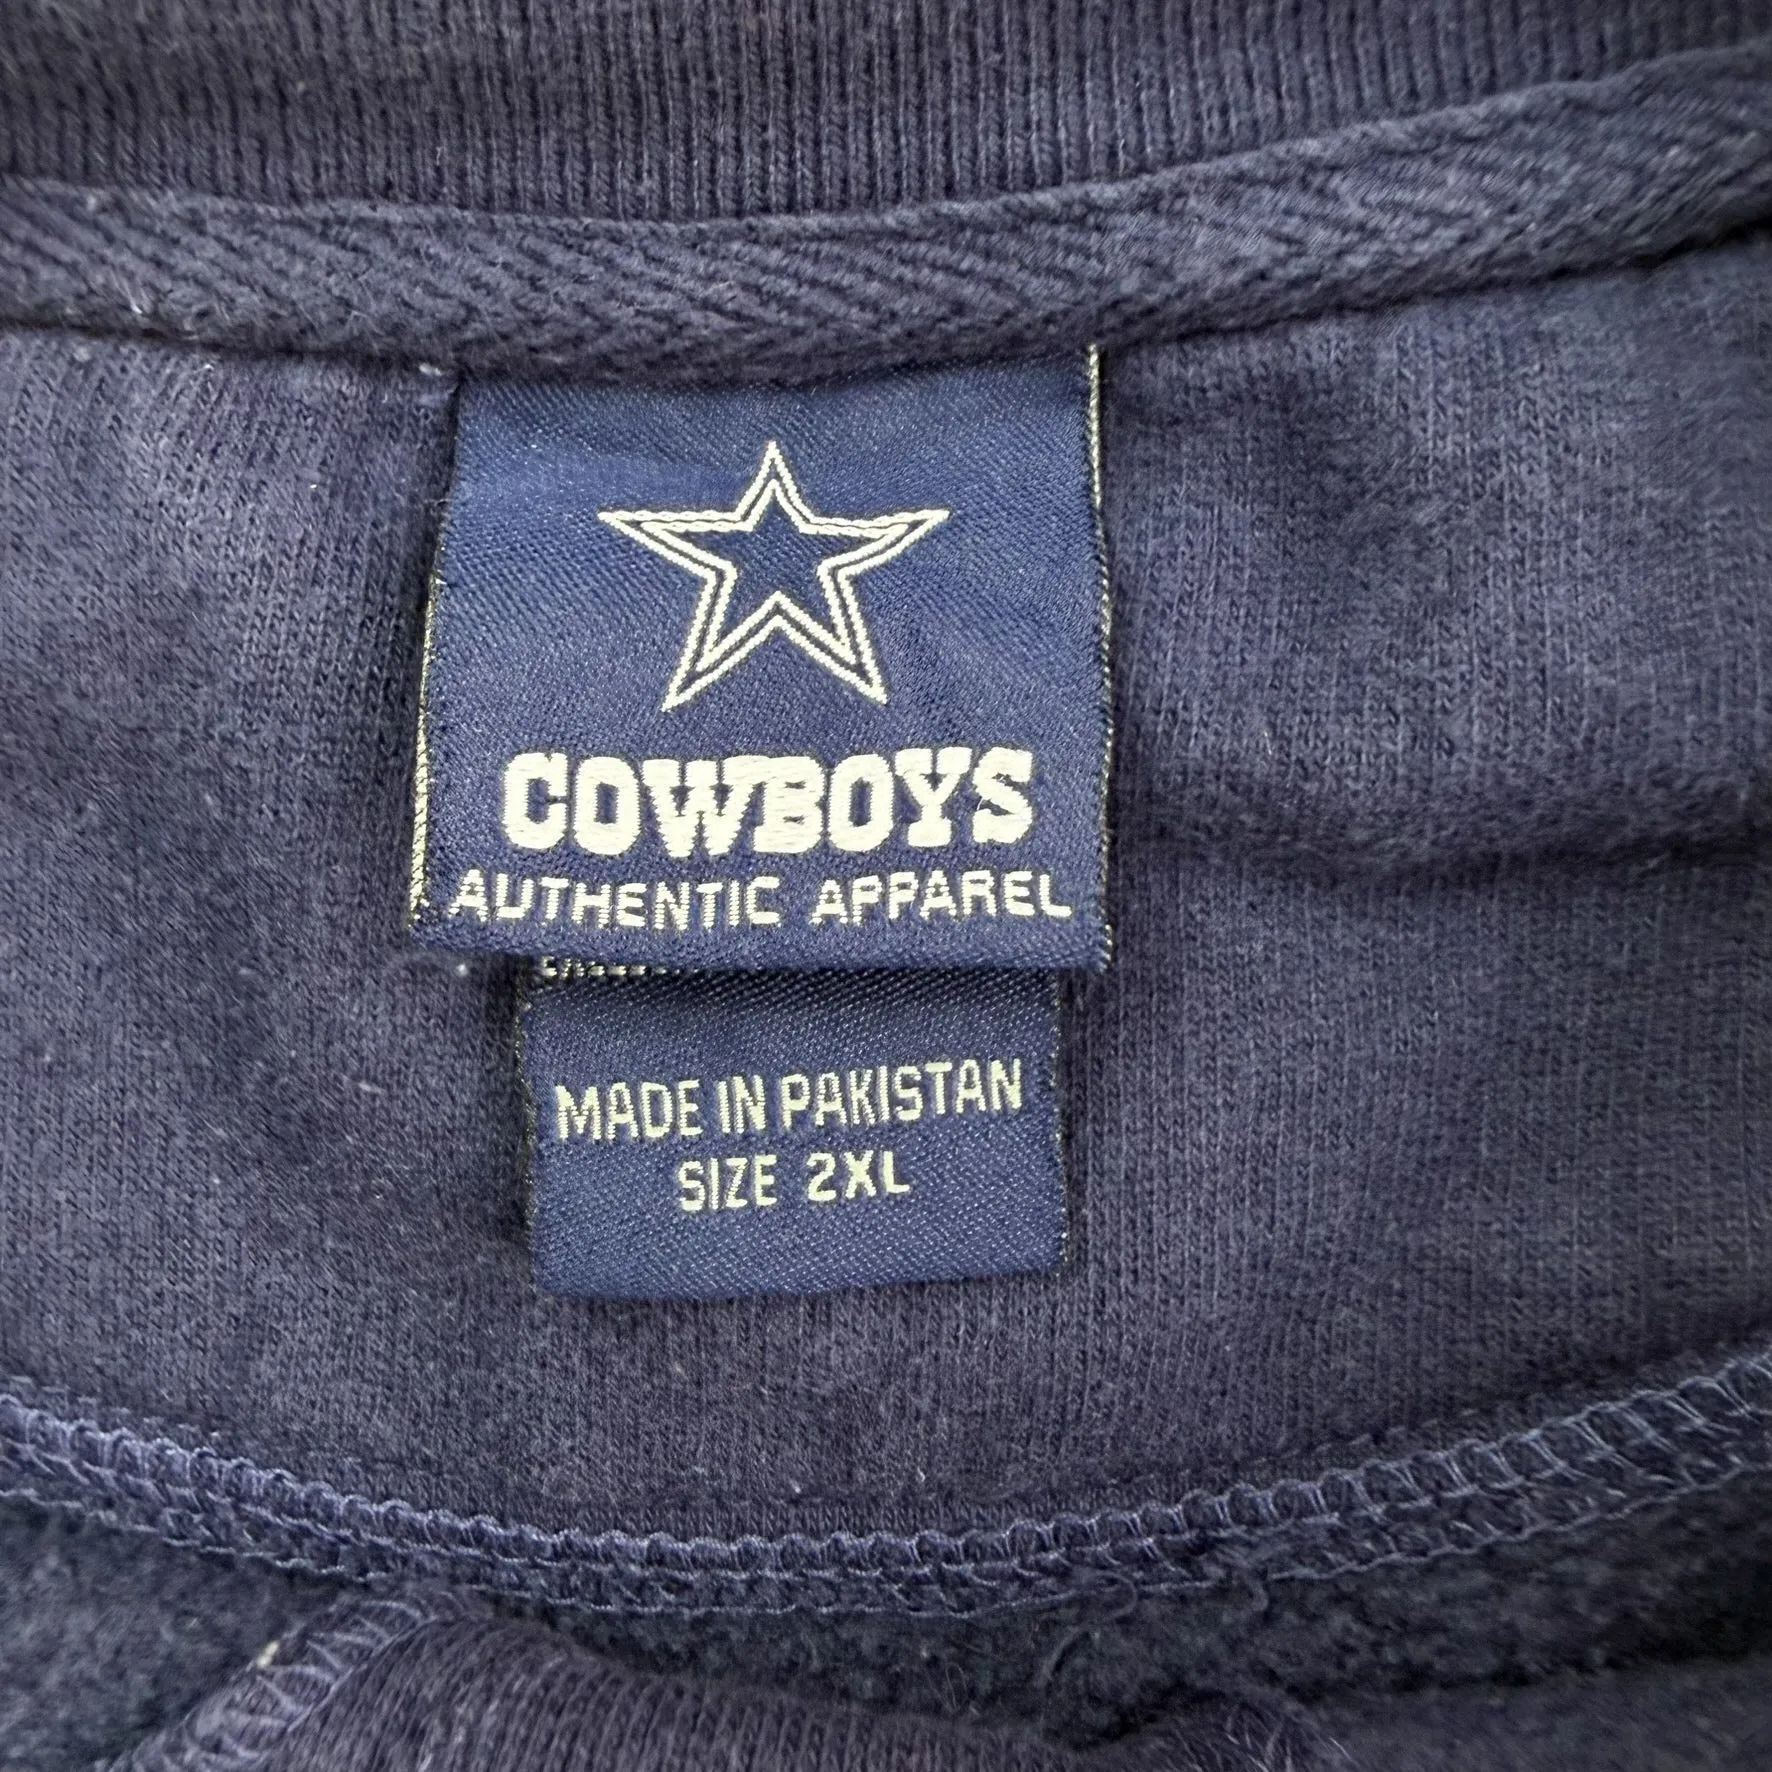 COWBOYS
AUTHENTIC APPAREL
MADE IN PAKISTAN
SIZE 2XL